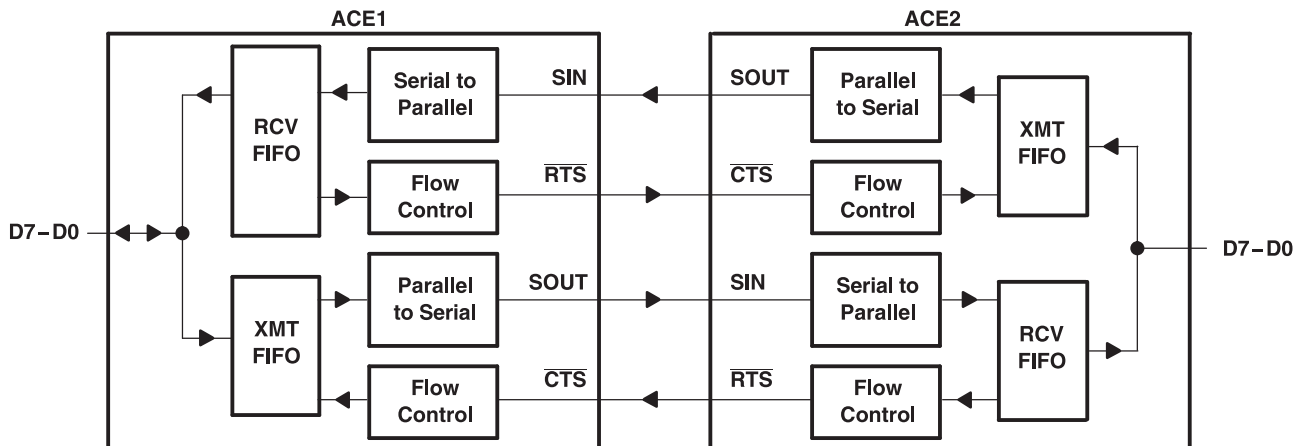 ACE1
ACE2
RCV
FIFO
Serial to
Parallel
SIN
SOUT
Parallel
to Serial
XMT
FIFO
Flow
Control
RTS
CTS
Flow
Control
D7–D0
D7–D0
XMT
FIFO
Parallel
to Serial
SOUT
SIN
Serial to
Parallel
RCV
FIFO
Flow
Control
CTS
RTS
Flow
Control